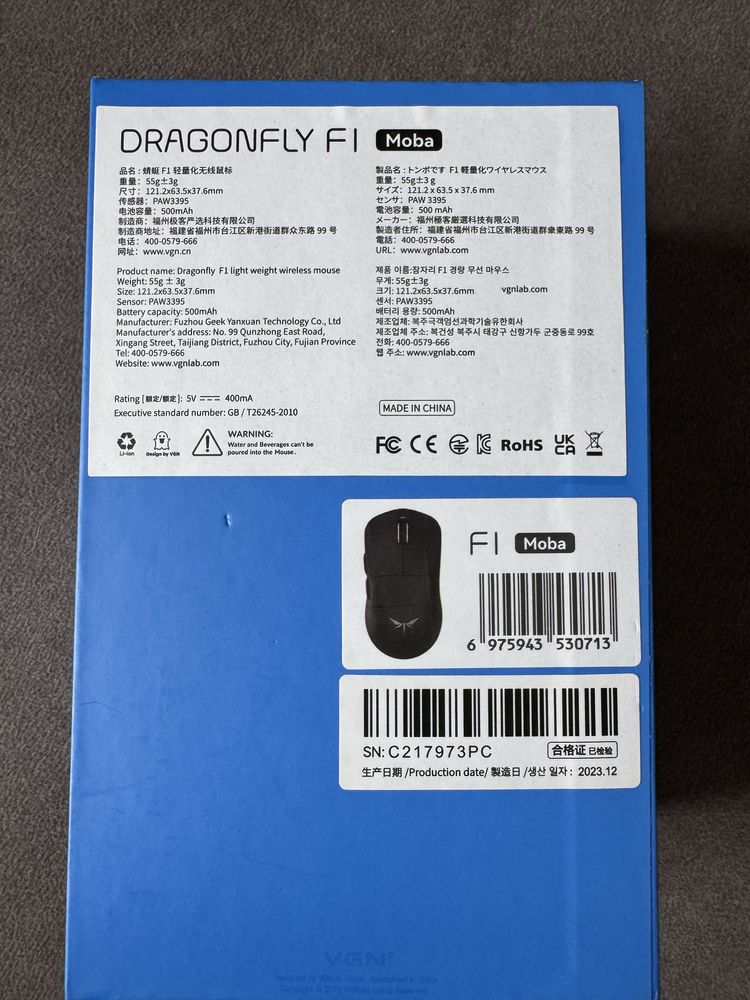 DRAGONFLY F1 Moba
品名: 蜻蜓 F1 轻量化无线鼠标
重量: 55g±3g
尺寸: 121.2x63.5x37.6mm
传感器: PAW3395
电池容量: 500mAh
制造商: 福州极客严选科技有限公司
制造商地址: 福建省福州市台江区新港街道群众东路 99 号
电话: 400-0579-666
网址: www.vgn.cn
製品名: トンボです F1 軽量化ワイヤレスマウス
重量: 55g±3 g
サイズ: 121.2 x 63.5 x 37.6 mm
センサ: PAW 3395
電池容量: 500 mAh
メーカー: 福州極客厳選科技有限公司
製造者住所: 福建省福州市台江区新港街道群衆東路 99 号
電話: 400-0579-666
URL: www.vgnlab.com
Product name: Dragonfly F1 light weight wireless mouse
Weight: 55g ± 3g
Size: 121.2x63.5x37.6mm
Sensor: PAW3395
Battery capacity: 500mAh
Manufacturer: Fuzhou Geek Yanxuan Technology Co., Ltd
Manufacturer's address: No. 99 Qunzhong East Road,
Xingang Street, Taijiang District, Fuzhou City, Fujian Province
Tel: 400-0579-666
Website: www.vgnlab.com
제품 이름:잠자리 F1 경량 무선 마우스
무게: 55g±3g
크기: 121.2x63.5x37.6mm vgnlab.com
센서: PAW3395
배터리 용량: 500mAh
제조업체: 복주극객엄선과학기술유한회사
제조업체 주소: 복건성 복주시 태강구 신항가두 군중동로 99호
전화: 400-0579-666
웹 주소: www.vgnlab.com
Rating [額定/额定]: 5V 400mA
Executive standard number: GB / T26245-2010
MADE IN CHINA
Li-ion
Design by VGN
WARNING:
Water and Beverages can't be
poured into the Mouse.
FC CE RoHS UK CA
F1 Moba
6 975943 530713
SN: C217973PC 合格证 已检验
生产日期 /Production date/ 製造日 /생산 일자: 2023.12
VGN
Designed by VGN in China